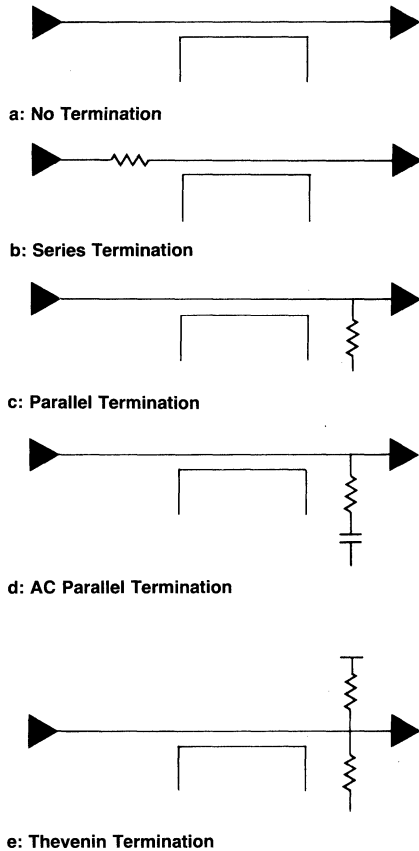 a: No Termination
b: Series Termination
c: Parallel Termination
d: AC Parallel Termination
e: Thevenin Termination